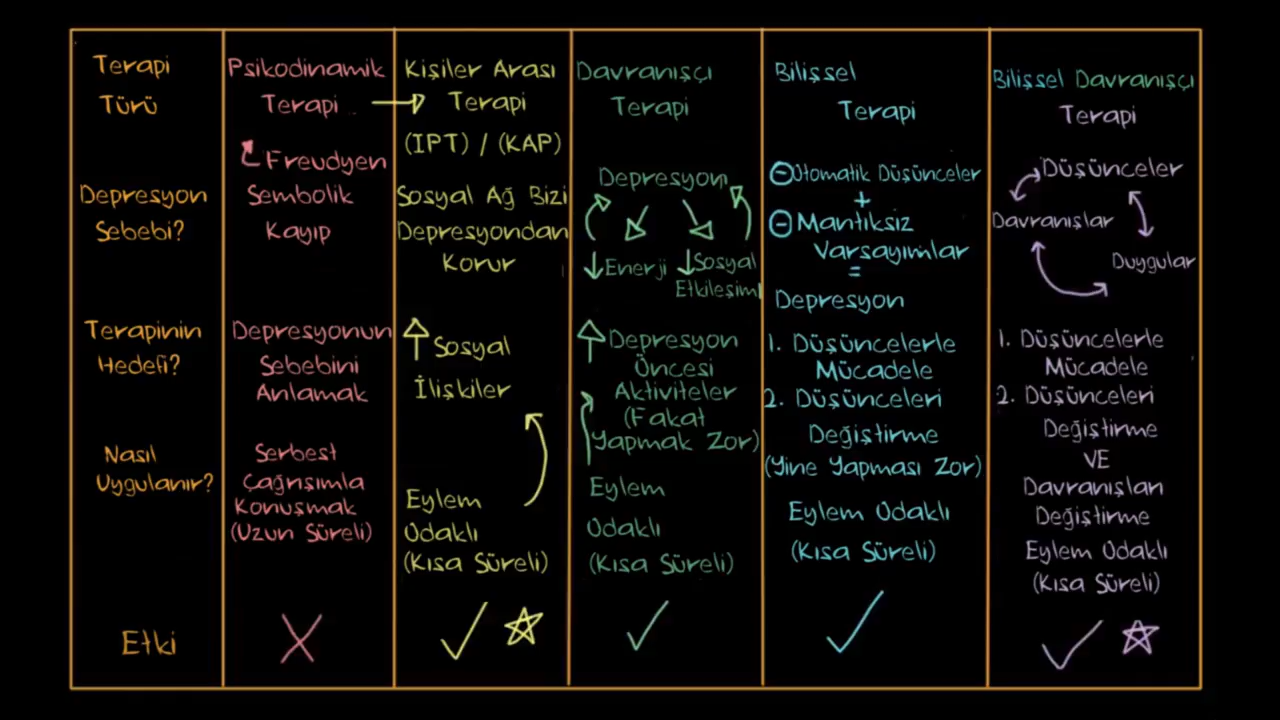 Terapi
Türü
Depresyon
Sebebi?
Terapinin
Hedefi?
Nasıl
Uygulanır?
Etki
Psikodinamik
Terapi
Freudyen
Sembolik
Kayıp
Depresyonun
Sebebini
Anlamak
Serbest
Çağrışımla
Konuşmak
(Uzun Süreli)
Kişiler Arası
Terapi
(IPT) / (KAP)
Sosyal Ağ Bizi
Depresyondan
Korur
Sosyal
İlişkiler
Eylem
Odaklı
(Kısa Süreli)
Davranışçı
Terapi
Depresyon
↓Enerji ↓Sosyal
Etkileşim
Depresyon
Öncesi
Aktiviteler
(Fakat
Yapmak Zor)
Eylem
Odaklı
(Kısa Süreli)
Bilişsel
Terapi
⊖Otomatik Düşünceler
+
⊖Mantıksız
Varsayımlar
=
Depresyon
1. Düşüncelerle
Mücadele
2. Düşünceleri
Değiştirme
(Yine Yapması Zor)
Eylem Odaklı
(Kısa Süreli)
Bilişsel Davranışçı
Terapi
Düşünceler
Davranışlar
Duygular
1. Düşüncelerle
Mücadele
2. Düşünceleri
Değiştirme
VE
Davranışları
Değiştirme
Eylem Odaklı
(Kısa Süreli)